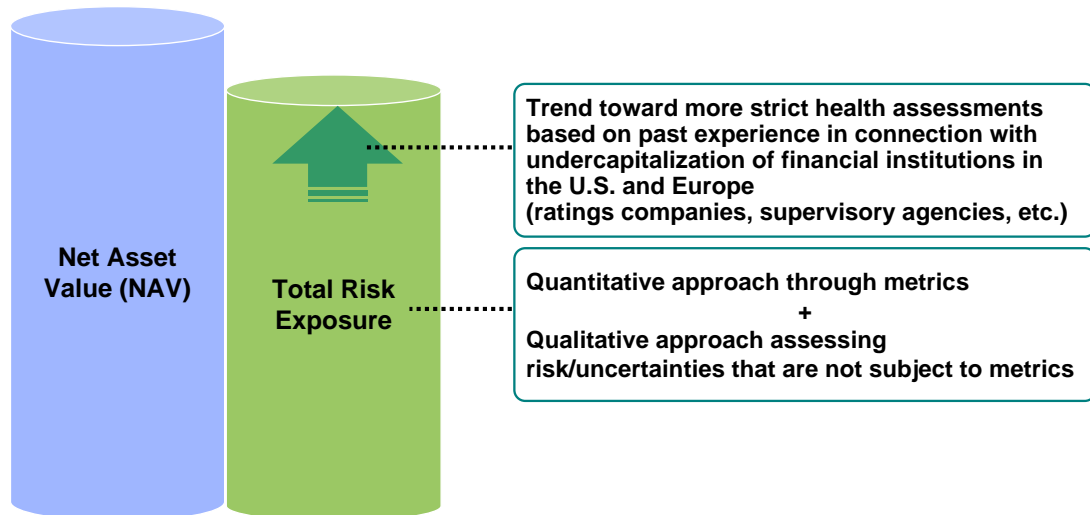 Net Asset
Value (NAV)
Total Risk
Exposure
Trend toward more strict health assessments
based on past experience in connection with
undercapitalization of financial institutions in
the U.S. and Europe
(ratings companies, supervisory agencies, etc.)
Quantitative approach through metrics
+
Qualitative approach assessing
risk/uncertainties that are not subject to metrics